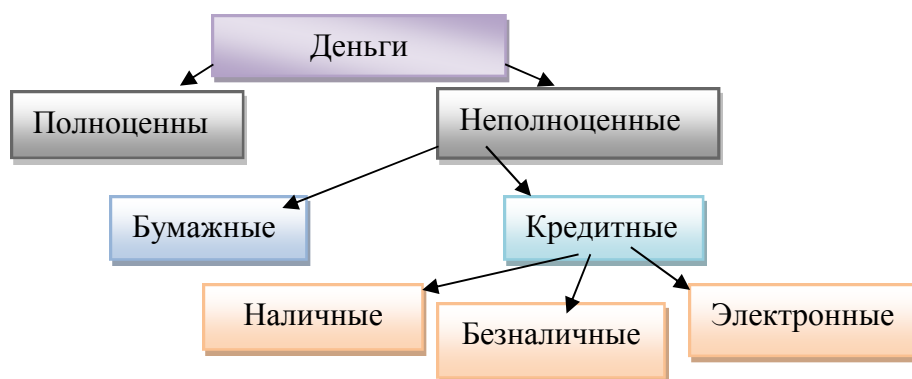 Деньги
Полноценны
Неполноценные
Бумажные
Кредитные
Наличные
Безналичные
Электронные